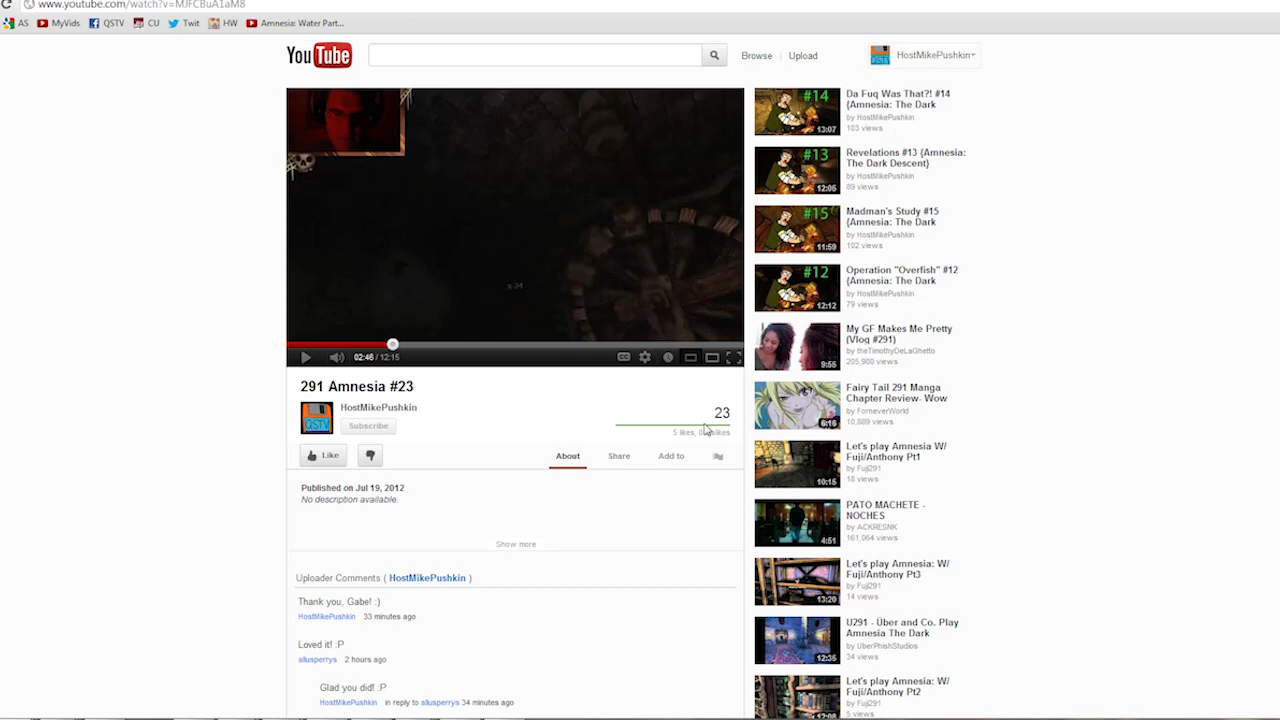 www.youtube.com/watch?v=MJFCBuA1aM8
AS MyVids QSTV CU Twit HW Amnesia: Water Part...
YouTube Browse Upload HostMikePushkin
#14
13:07
Da Fuq Was That?! #14
{Amnesia: The Dark
by HostMikePushkin
103 views
#13
12:05
Revelations #13 {Amnesia:
The Dark Descent}
by HostMikePushkin
89 views
#15
11:59
Madman's Study #15
{Amnesia: The Dark
by HostMikePushkin
102 views
#12
12:12
Operation "Overfish" #12
{Amnesia: The Dark
by HostMikePushkin
79 views
9:55
My GF Makes Me Pretty
(Vlog #291)
by theTimothyDeLaGhetto
205,980 views
6:16
Fairy Tail 291 Manga
Chapter Review- Wow
by ForneverWorld
10,889 views
10:15
Let's play Amnesia W/
Fuji/Anthony Pt1
by Fuji291
18 views
4:51
PATO MACHETE -
NOCHES
by ACKRESNK
161,064 views
13:20
Let's play Amnesia: W/
Fuji/Anthony Pt3
by Fuji291
14 views
12:35
U291 - Über and Co. Play
Amnesia The Dark
by UberPhishStudios
34 views
12:08
Let's play Amnesia: W/
Fuji/Anthony Pt2
by Fuji291
5 views
x 24
02:46 / 12:15
CC
291 Amnesia #23
QSTV
HostMikePushkin
Subscribe
23
5 likes,
Like
About Share Add to
Published on Jul 19, 2012
No description available.
Show more
Uploader Comments ( HostMikePushkin )
Thank you, Gabe! :)
HostMikePushkin 33 minutes ago
Loved it! :P
allusperrys 2 hours ago
Glad you did! :P
HostMikePushkin in reply to allusperrys 34 minutes ago